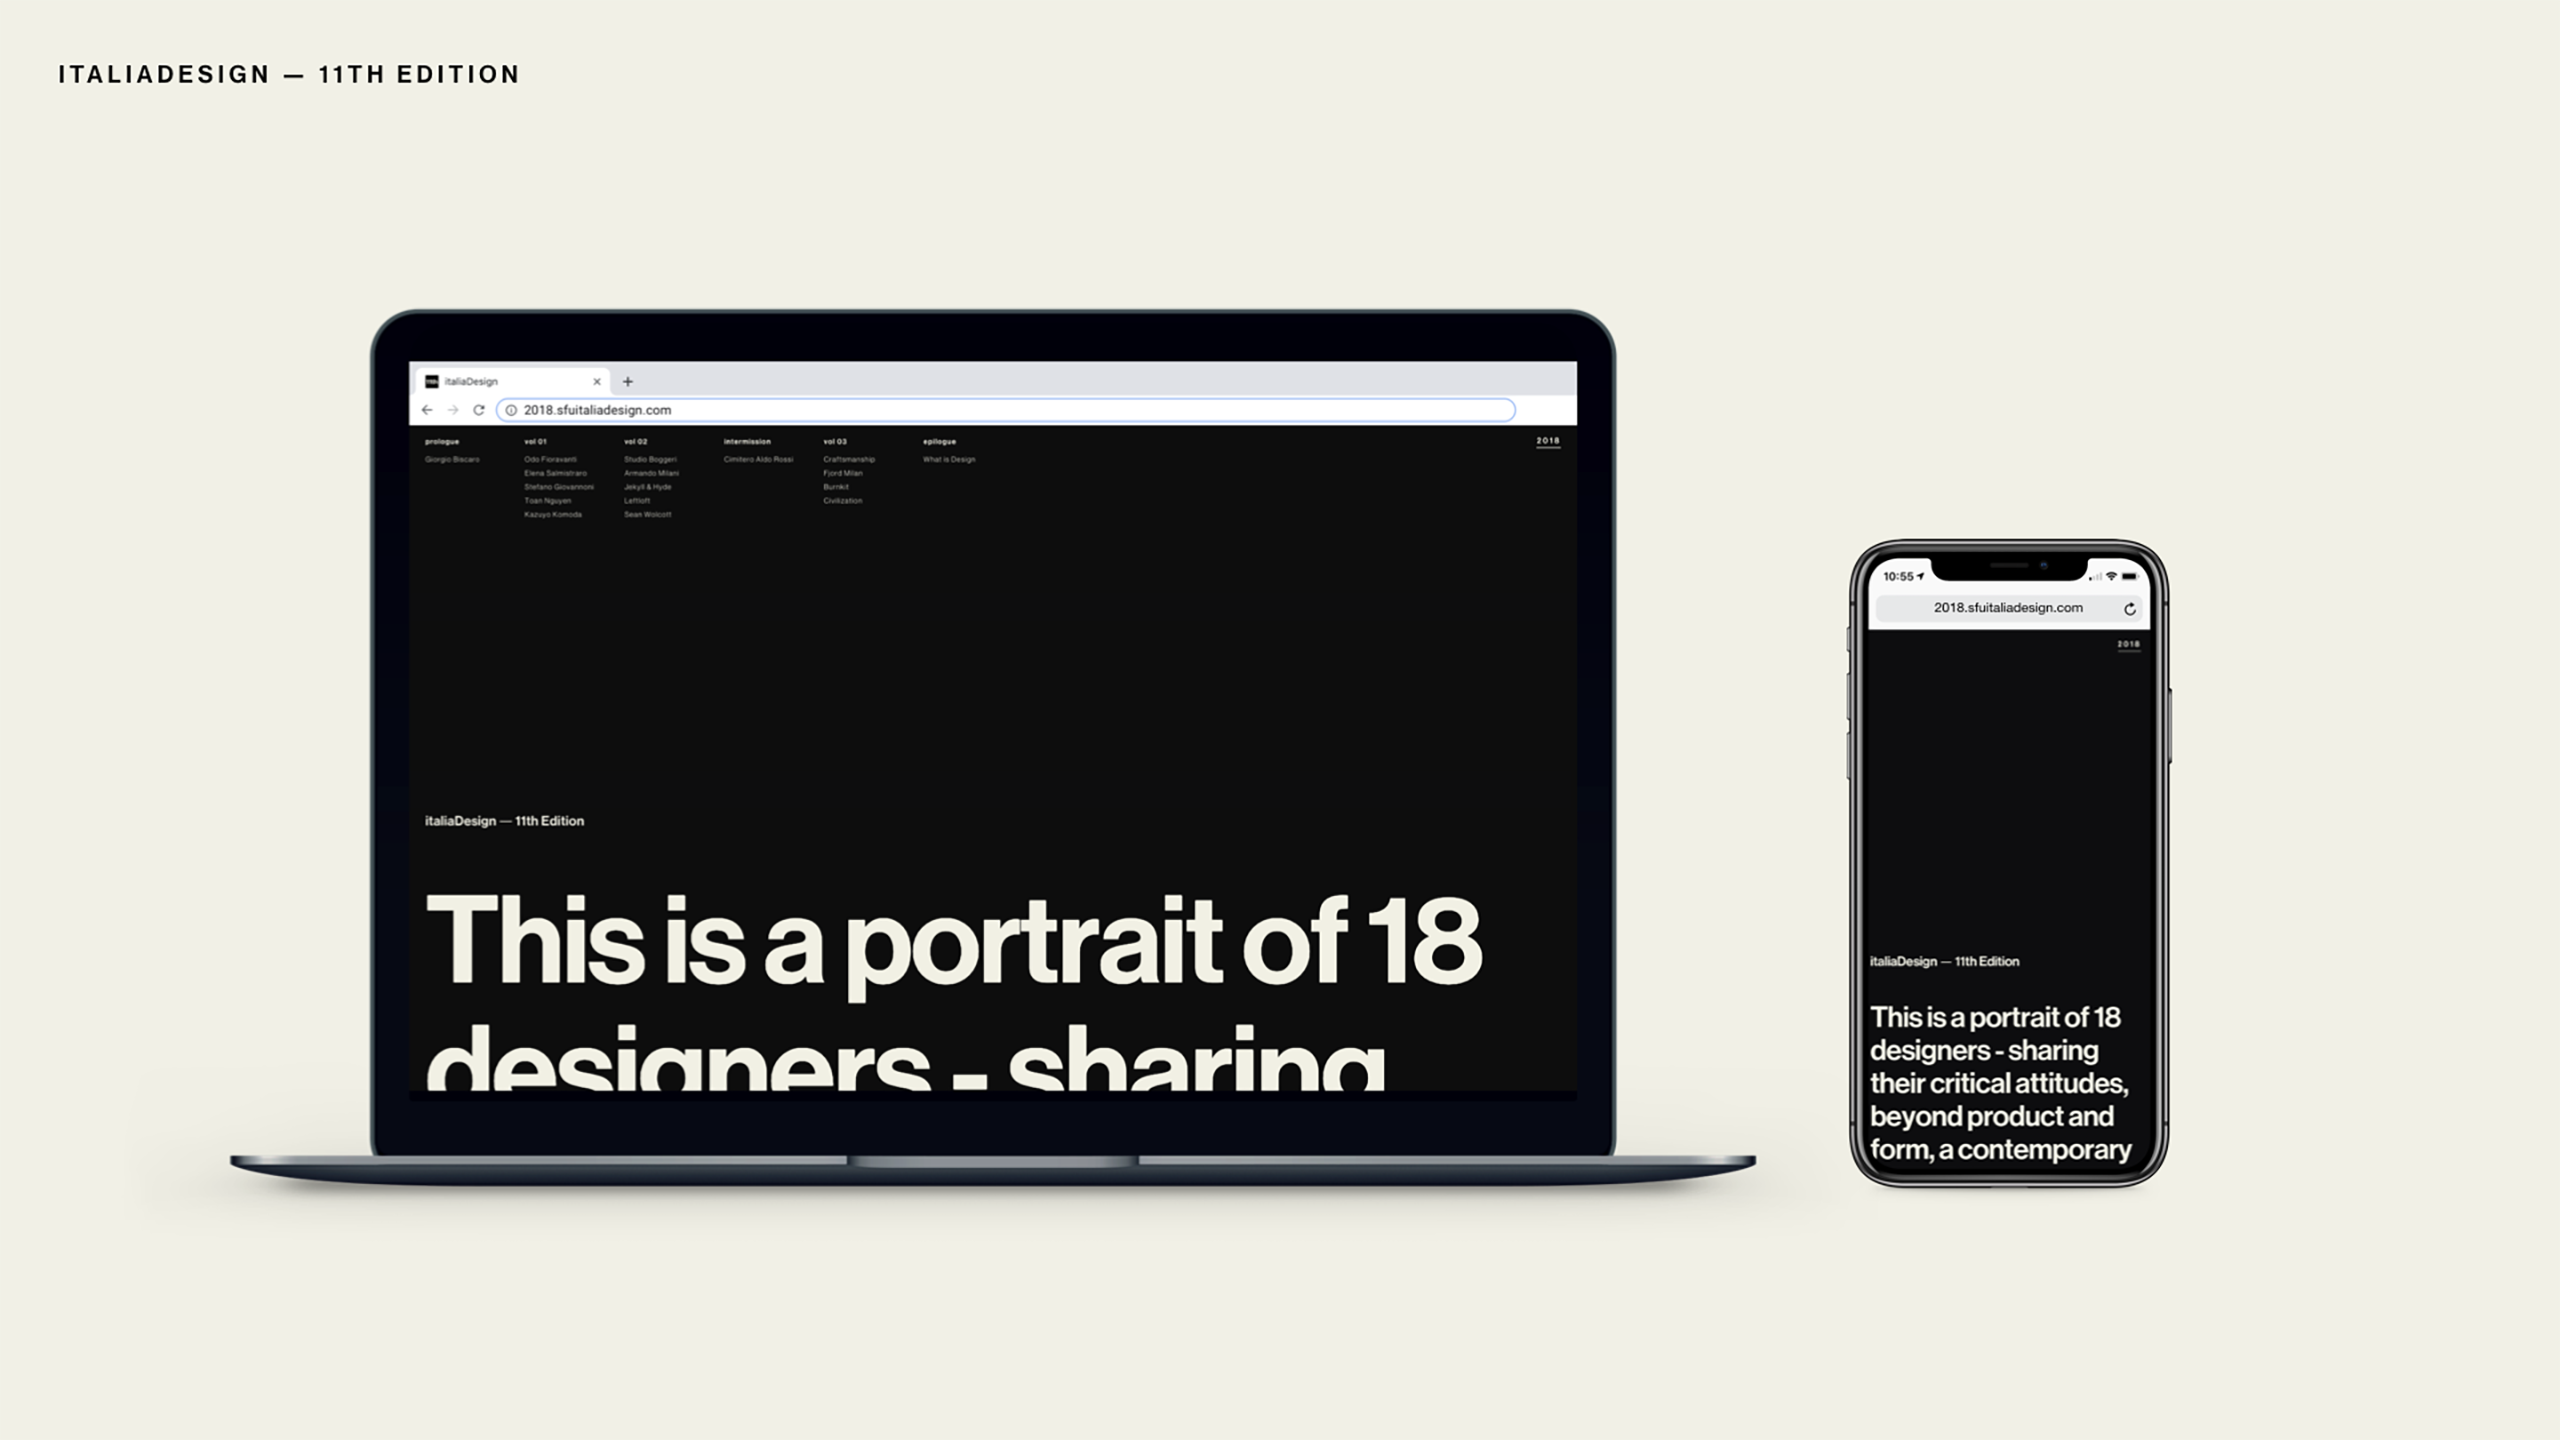 ITALIADESIGN — 11TH EDITION
italiaDesign
2018.sfuitaliadesign.com
prologue
Giorgio Biscaro
vol 01
Odo Fioravanti
Elena Salmistraro
Stefano Giovannoni
Toan Nguyen
Kazuyo Komoda
vol 02
Studio Boggeri
Armando Milani
Jekyll & Hyde
Leftloft
Sean Wolcott
intermission
Cimitero Aldo Rossi
vol 03
Craftsmanship
Fjord Milan
Burnkit
Civilization
epilogue
What is Design
2018
italiaDesign — 11th Edition
This is a portrait of 18
designers - sharing
10:55
2018.sfuitaliadesign.com
2018
italiaDesign — 11th Edition
This is a portrait of 18
designers - sharing
their critical attitudes,
beyond product and
form, a contemporary